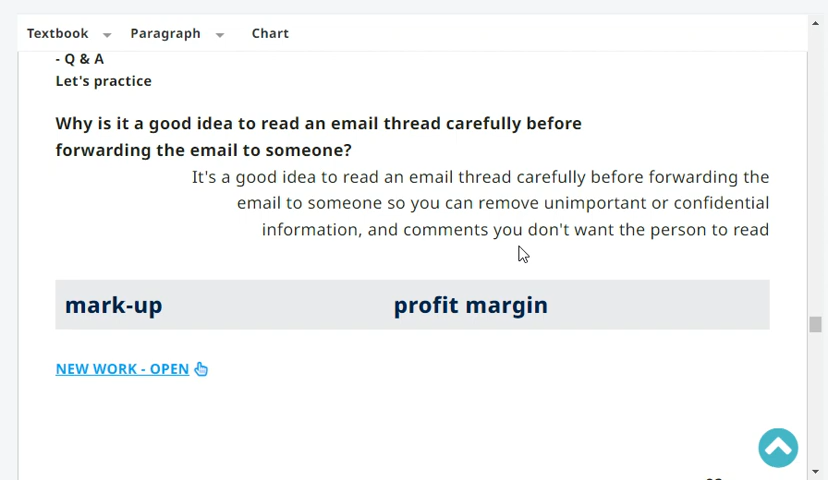 Textbook Paragraph Chart
- Q & A
Let's practice
Why is it a good idea to read an email thread carefully before
forwarding the email to someone?
It's a good idea to read an email thread carefully before forwarding the
email to someone so you can remove unimportant or confidential
information, and comments you don't want the person to read
mark-up profit margin
NEW WORK - OPEN